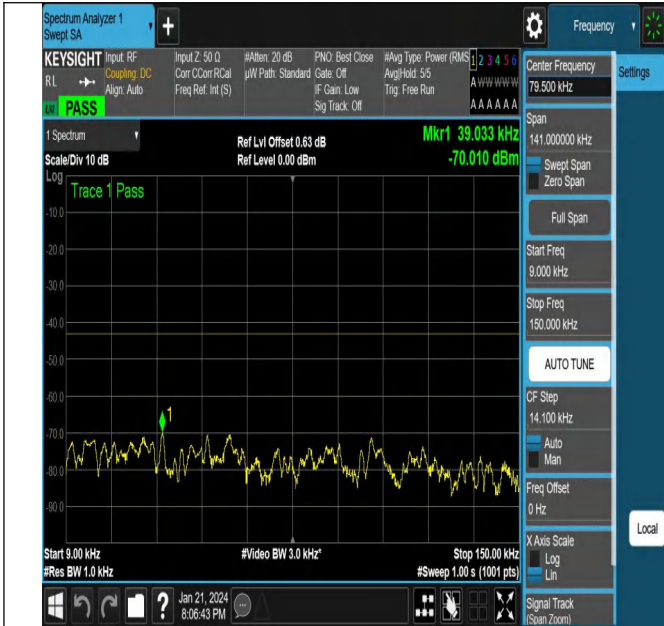 Spectrum Analyzer 1
Swept SA
+
Frequency
KEYSIGHT
RL
LXI
PASS
Input: RF
Coupling: DC
Align: Auto
Input Z: 50 Ω
Corr CCorr RCal
Freq Ref: Int (S)
#Atten: 20 dB
µW Path: Standard
PNO: Best Close
Gate: Off
IF Gain: Low
Sig Track: Off
#Avg Type: Power (RMS
Avg|Hold: 5/5
Trig: Free Run
1 2 3 4 5 6
A W W W W W
A A A A A A
1 Spectrum
Scale/Div 10 dB
Log
Ref Lvl Offset 0.63 dB
Ref Level 0.00 dBm
Mkr1 39.033 kHz
-70.010 dBm
Trace 1 Pass
-10.0
-20.0
-30.0
-50.0
-60.0
-70.0
-80.0
-90.0
1
Start 9.00 kHz
#Res BW 1.0 kHz
#Video BW 3.0 kHz*
Stop 150.00 kHz
#Sweep 1.00 s (1001 pts)
?
Jan 21, 2024
8:06:43 PM
Center Frequency
79.500 kHz
Span
141.000000 kHz
Swept Span
Zero Span
Full Span
Start Freq
9.000 kHz
Stop Freq
150.000 kHz
AUTO TUNE
CF Step
14.100 kHz
Auto
Man
Freq Offset
0 Hz
X Axis Scale
Log
Lin
Signal Track
(Span Zoom)
Settings
Local